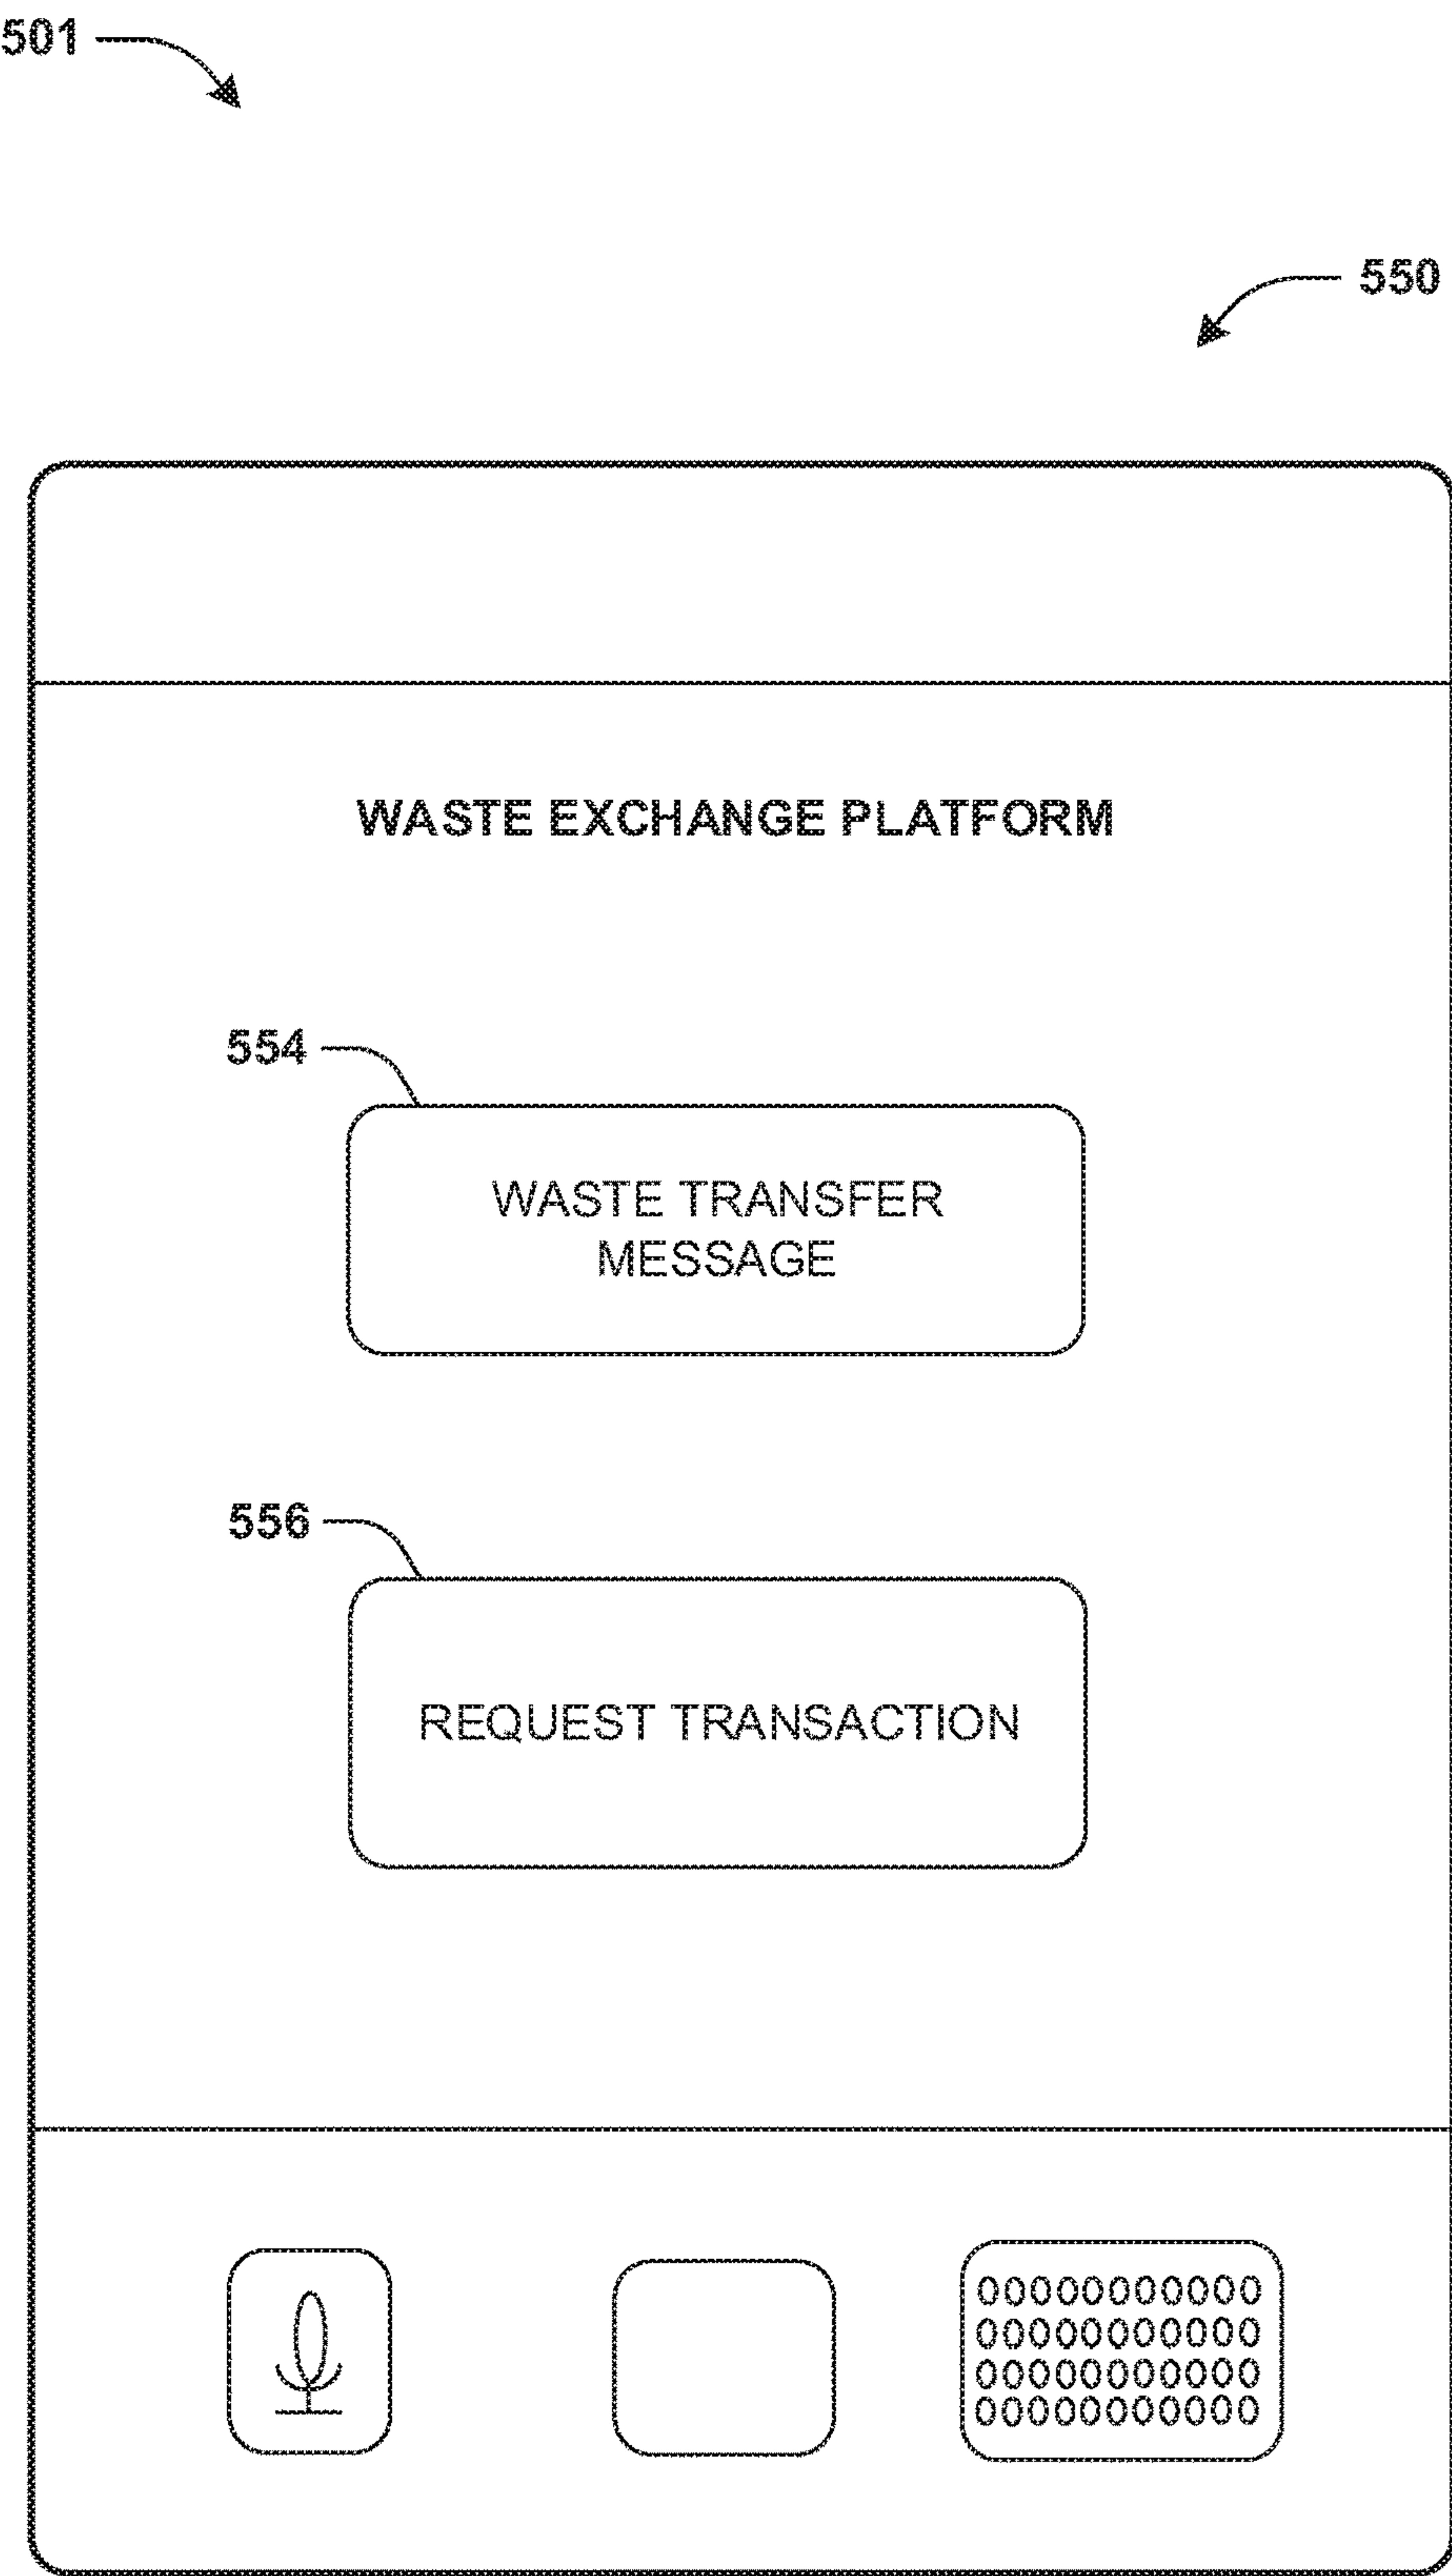 501
550
WASTE EXCHANGE PLATFORM
554
WASTE TRANSFER
MESSAGE
556
REQUEST TRANSACTION